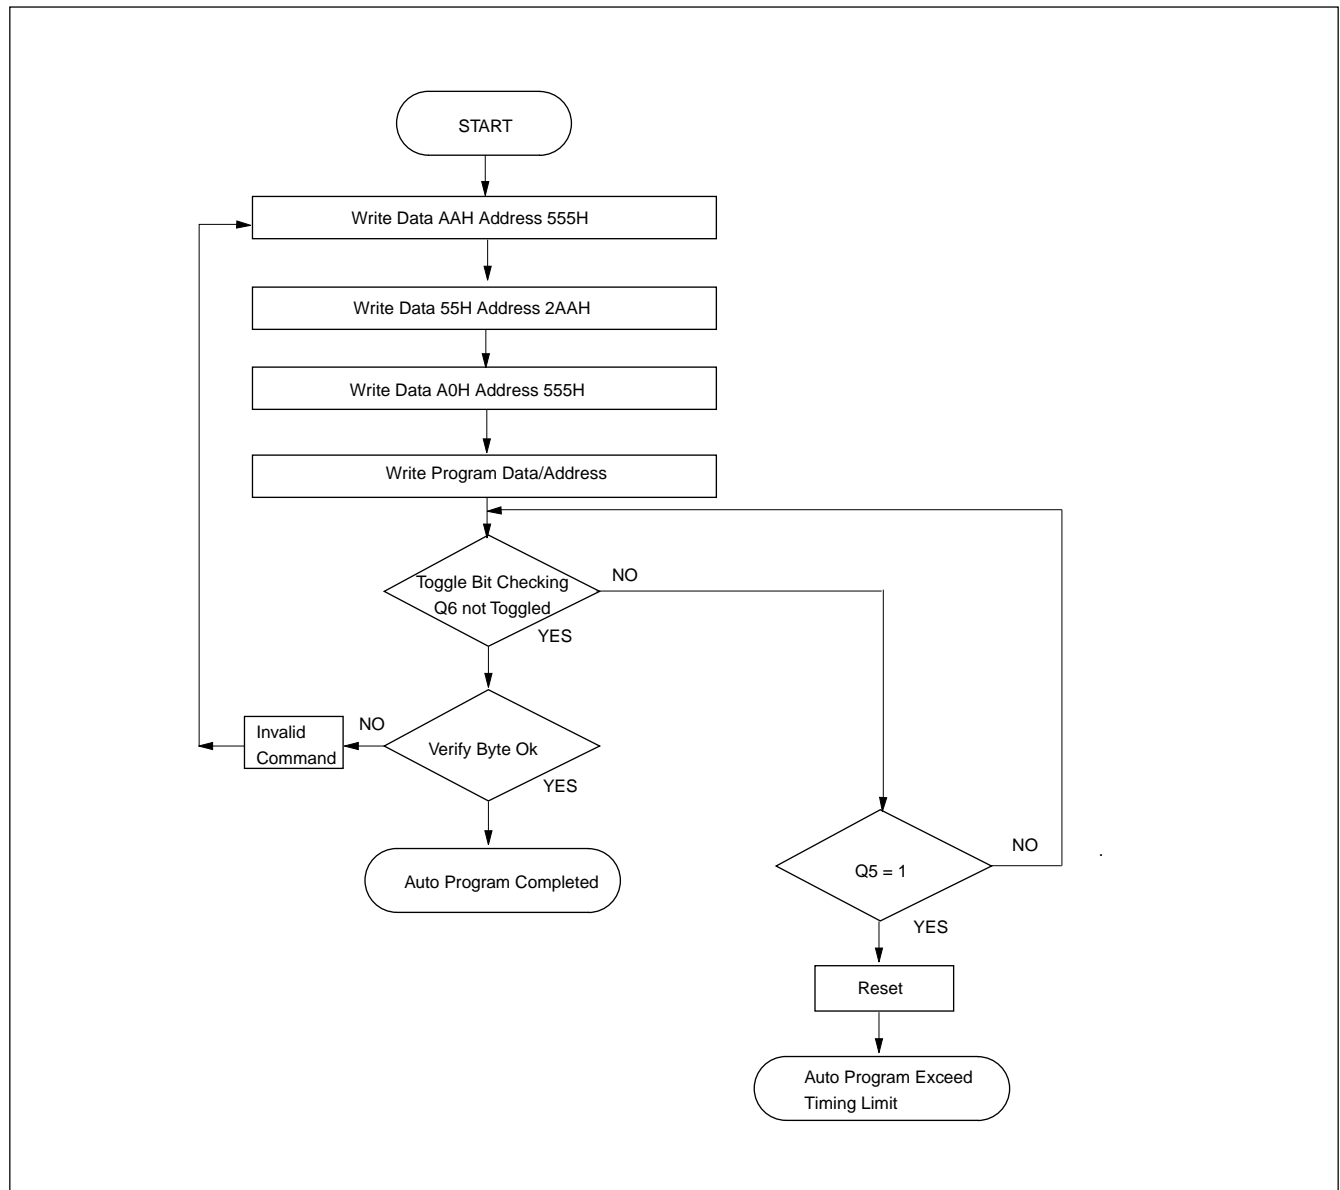 START
Write Data AAH Address 555H
Write Data 55H Address 2AAH
Write Data A0H Address 555H
Write Program Data/Address
Toggle Bit Checking
Q6 not Toggled
NO
YES
Invalid
Command
NO
Verify Byte Ok
YES
Auto Program Completed
Q5 = 1
NO
.
YES
Reset
Auto Program Exceed
Timing Limit